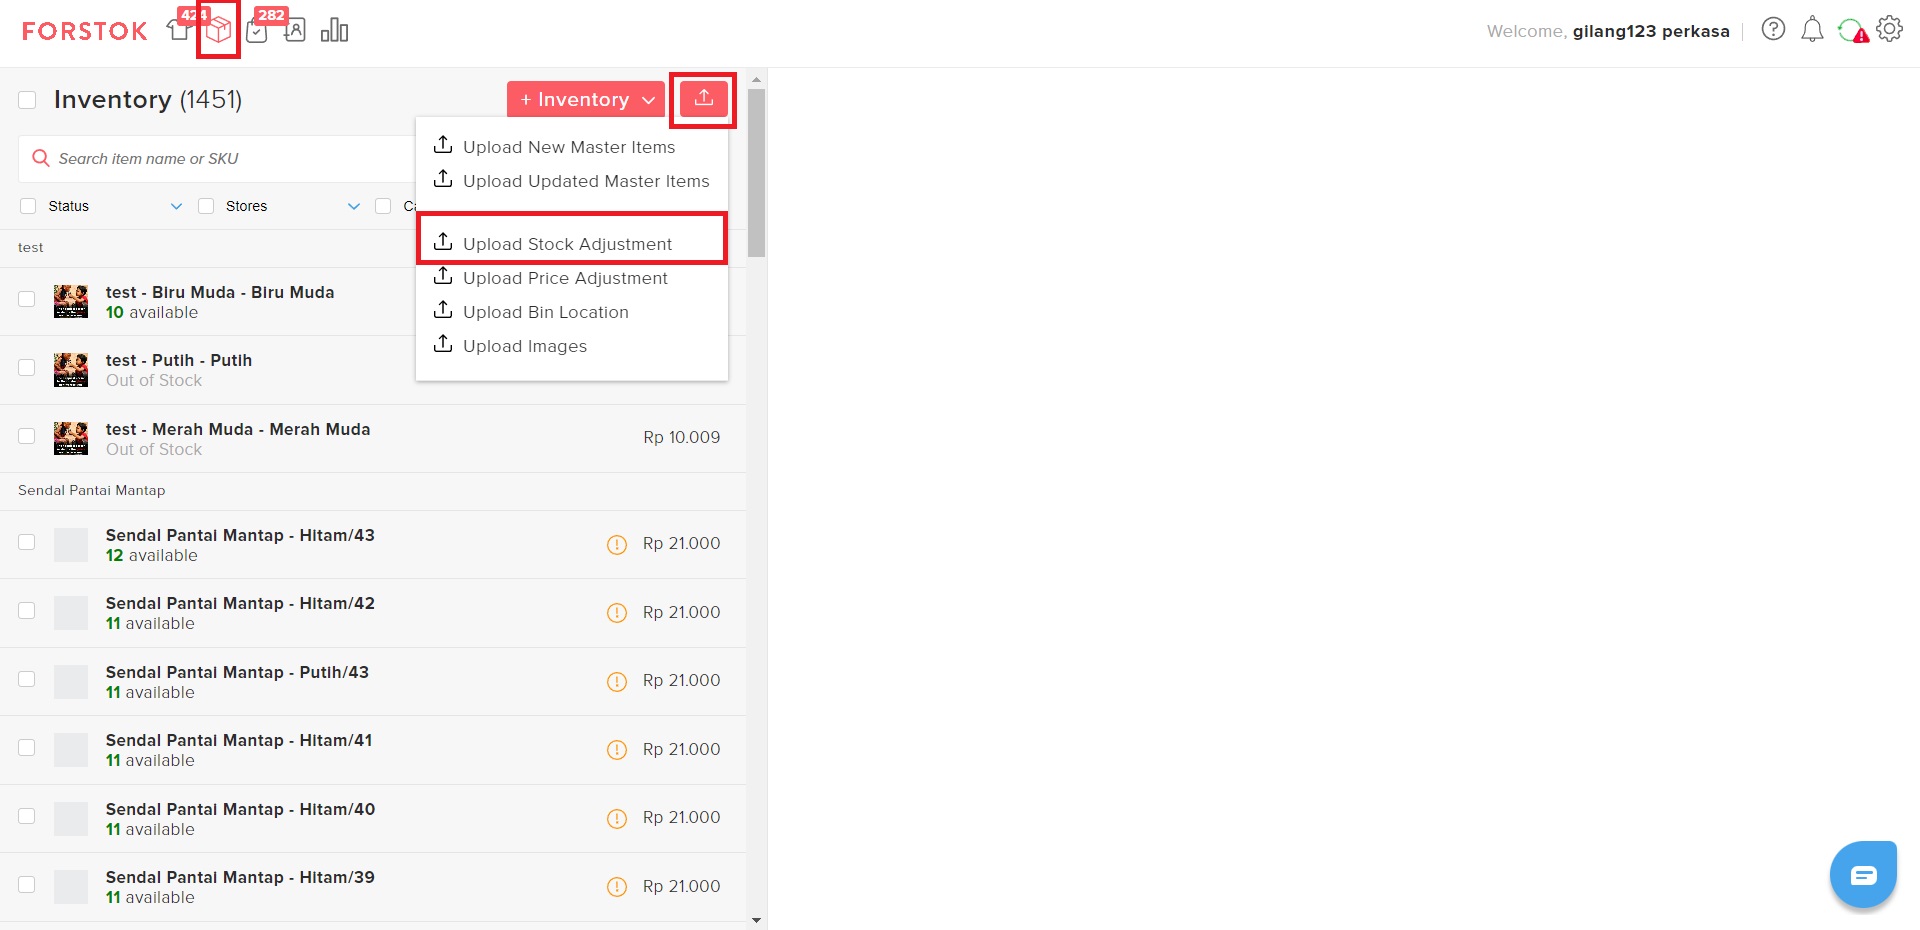 FORSTOK
424
282
Welcome, gilang123 perkasa
Inventory (1451)
+ Inventory
Search item name or SKU
Upload New Master Items
Upload Updated Master Items
Status
Stores
Upload Stock Adjustment
test
Upload Price Adjustment
test - Biru Muda - Biru Muda
10 available
Upload Bin Location
Upload Images
test - Putih - Putih
Out of Stock
test - Merah Muda - Merah Muda
Out of Stock
Rp 10.009
Sendal Pantai Mantap
Sendal Pantai Mantap - Hitam/43
12 available
Rp 21.000
Sendal Pantai Mantap - Hitam/42
11 available
Rp 21.000
Sendal Pantai Mantap - Putih/43
11 available
Rp 21.000
Sendal Pantai Mantap - Hitam/41
11 available
Rp 21.000
Sendal Pantai Mantap - Hitam/40
11 available
Rp 21.000
Sendal Pantai Mantap - Hitam/39
11 available
Rp 21.000